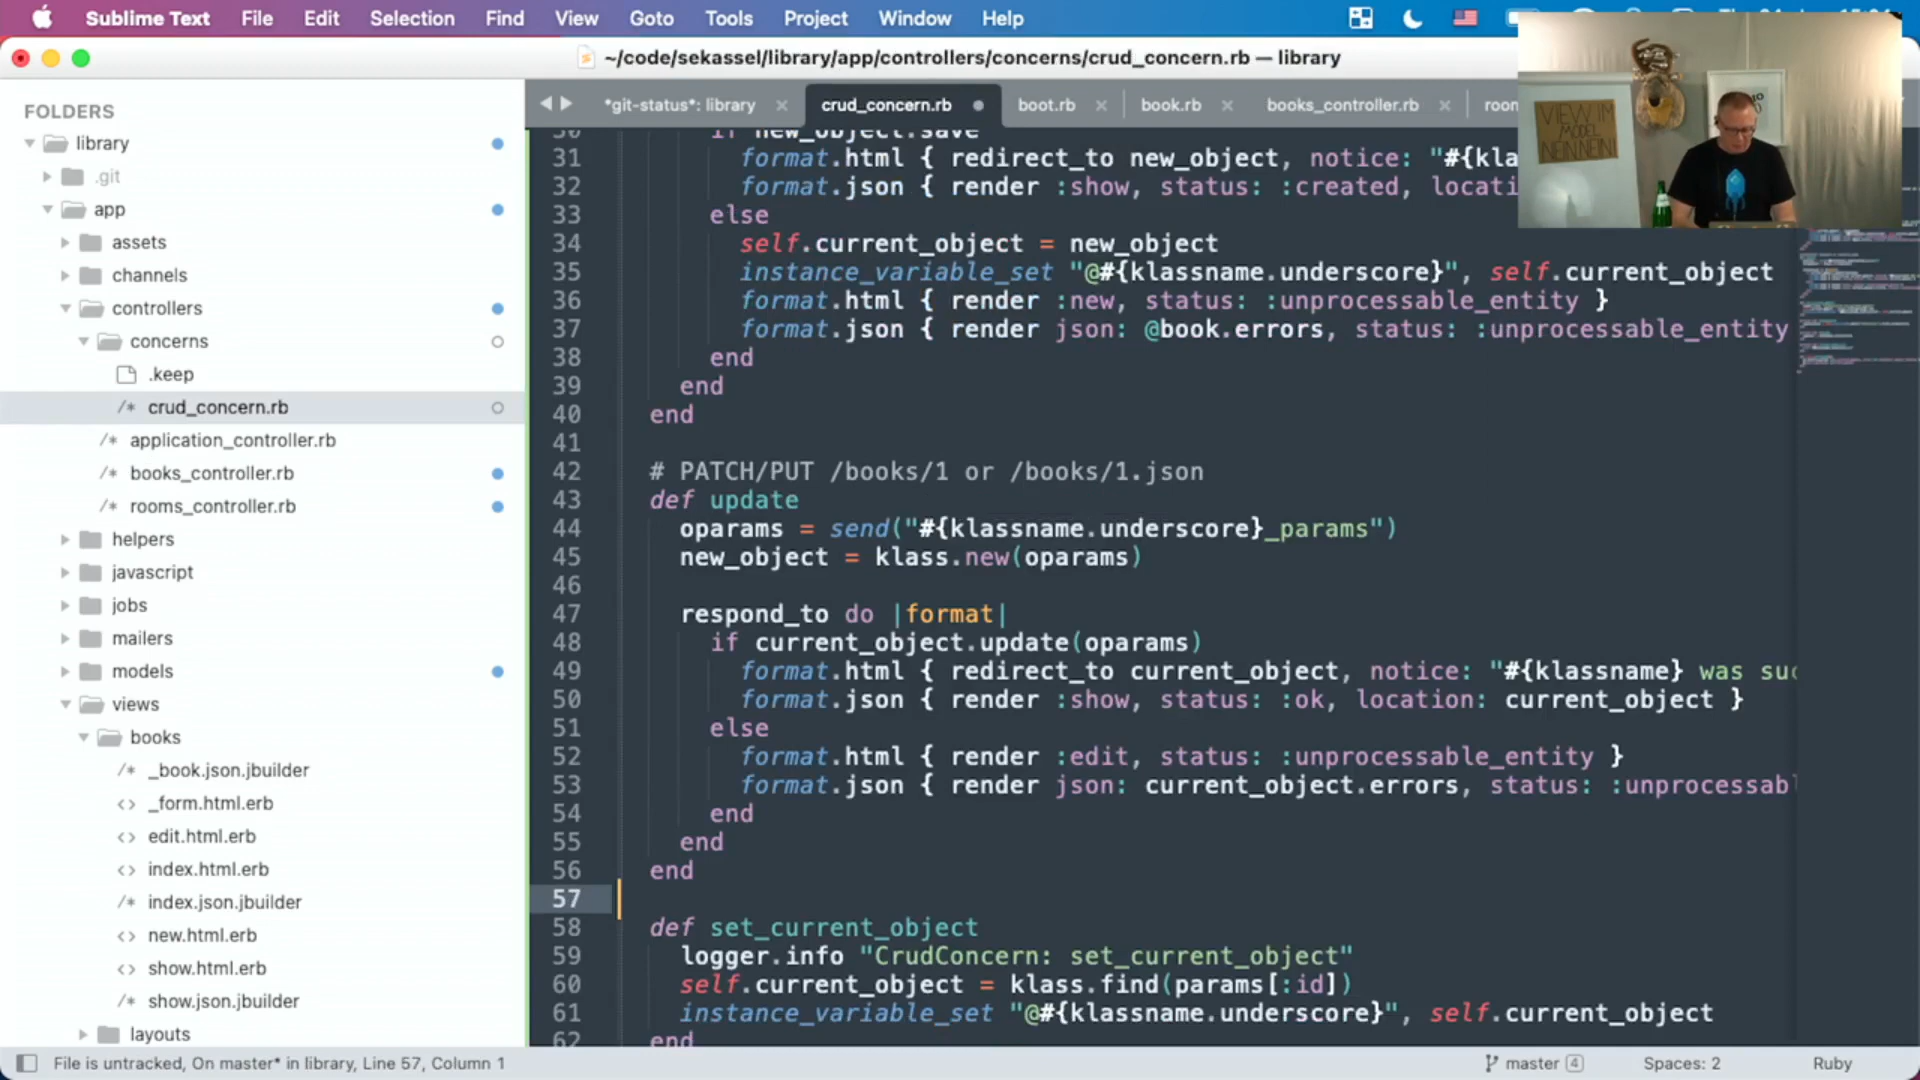 Sublime Text File Edit Selection Find View Goto Tools Project Window Help
~/code/sekassel/library/app/controllers/concerns/crud_concern.rb — library
VIEW IM
MODEL
NEIN NEIN!
FOLDERS
library
.git
app
assets
channels
controllers
concerns
.keep
/* crud_concern.rb
/* application_controller.rb
/* books_controller.rb
/* rooms_controller.rb
helpers
javascript
jobs
mailers
models
views
books
/* _book.json.jbuilder
<> _form.html.erb
<> edit.html.erb
<> index.html.erb
/* index.json.jbuilder
<> new.html.erb
<> show.html.erb
/* show.json.jbuilder
layouts
*git-status*: library crud_concern.rb boot.rb book.rb books_controller.rb room
30 if new_object.save
31 format.html { redirect_to new_object, notice: "#{kla
32 format.json { render :show, status: :created, locati
33 else
34 self.current_object = new_object
35 instance_variable_set "@#{klassname.underscore}", self.current_object
36 format.html { render :new, status: :unprocessable_entity }
37 format.json { render json: @book.errors, status: :unprocessable_entity
38 end
39 end
40 end
41
42 # PATCH/PUT /books/1 or /books/1.json
43 def update
44 oparams = send("#{klassname.underscore}_params")
45 new_object = klass.new(oparams)
46
47 respond_to do |format|
48 if current_object.update(oparams)
49 format.html { redirect_to current_object, notice: "#{klassname} was suc
50 format.json { render :show, status: :ok, location: current_object }
51 else
52 format.html { render :edit, status: :unprocessable_entity }
53 format.json { render json: current_object.errors, status: :unprocessabl
54 end
55 end
56 end
57
58 def set_current_object
59 logger.info "CrudConcern: set_current_object"
60 self.current_object = klass.find(params[:id])
61 instance_variable_set "@#{klassname.underscore}", self.current_object
62 end
File is untracked, On master* in library, Line 57, Column 1
master 4 Spaces: 2 Ruby